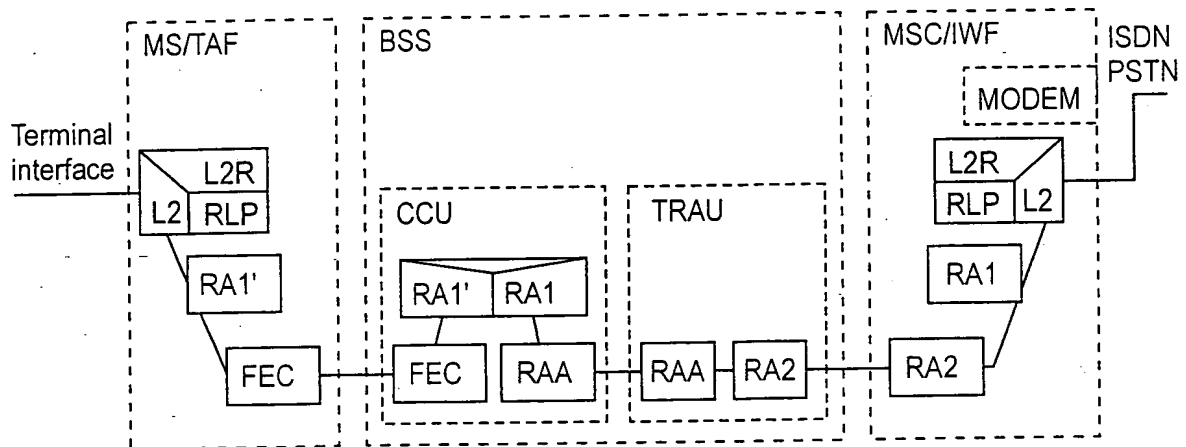 MS/TAF
BSS
MSC/IWF
ISDN
PSTN
MODEM
Terminal
interface
L2R
L2
RLP
L2R
RLP
L2
CCU
TRAU
RA1'
RA1'
RA1
RA1
FEC
FEC
RAA
RAA
RA2
RA2